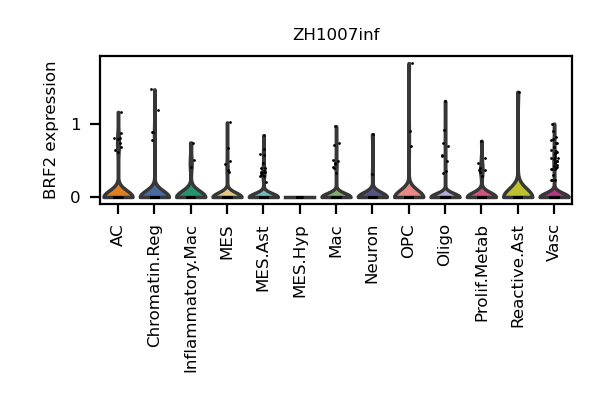 ZH1007inf
BRF2 expression
1
0
AC
Chromatin.Reg
Inflammatory.Mac
MES
MES.Ast
MES.Hyp
Mac
Neuron
OPC
Oligo
Prolif.Metab
Reactive.Ast
Vasc